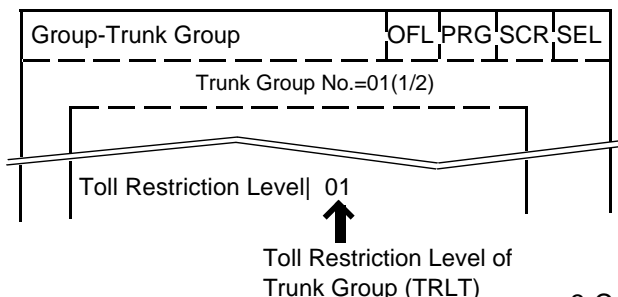 Group-Trunk Group OFL PRG SCR SEL
Trunk Group No.=01(1/2)
Toll Restriction Level| 01
Toll Restriction Level of
Trunk Group (TRLT)